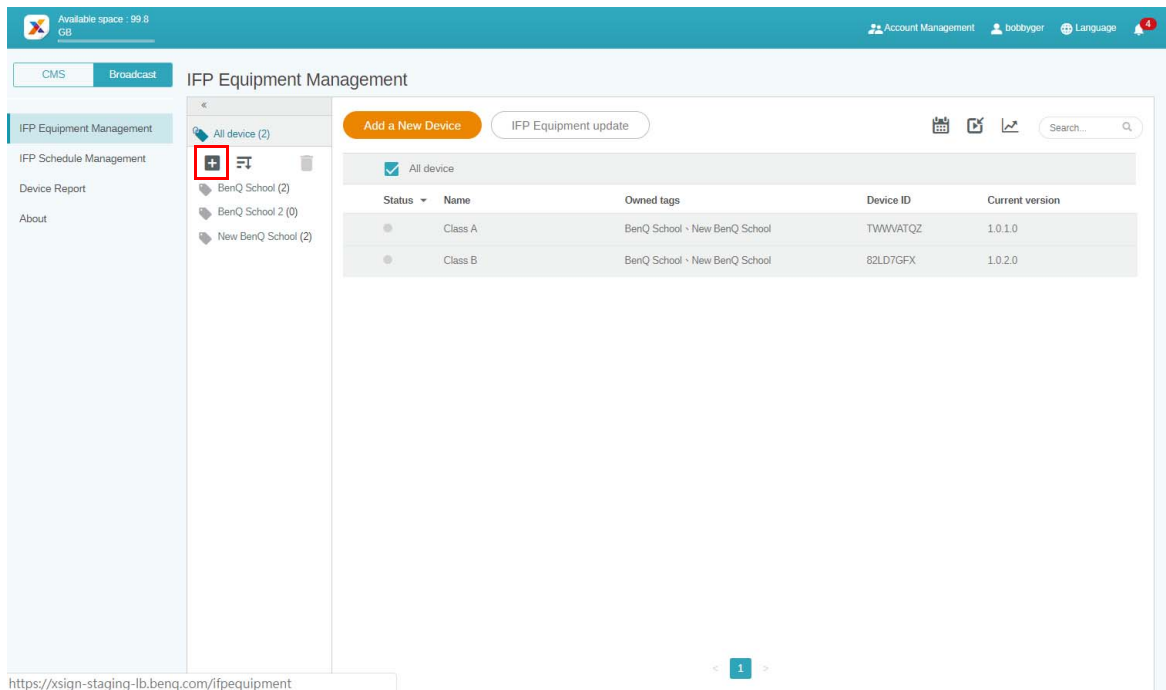 Available space : 99.8
GB
Account Management
bobbyger
Language
4
CMS
Broadcast
IFP Equipment Management
IFP Schedule Management
Device Report
About
IFP Equipment Management
«
All device (2)
BenQ School (2)
BenQ School 2 (0)
New BenQ School (2)
Add a New Device
IFP Equipment update
Search...
All device
Status Name Owned tags Device ID Current version
Class A BenQ School、New BenQ School TWWVATQZ 1.0.1.0
Class B BenQ School、New BenQ School 82LD7GFX 1.0.2.0
< 1 >
https://xsign-staging-lb.benq.com/ifpequipment